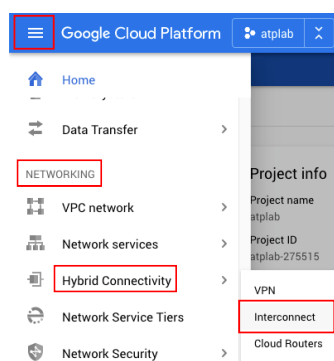 Google Cloud Platform
atplab
Home
Data Transfer
NETWORKING
VPC network
Network services
Hybrid Connectivity
Network Service Tiers
Network Security
Project info
Project name
atplab
Project ID
atplab-275515
VPN
Interconnect
Cloud Routers